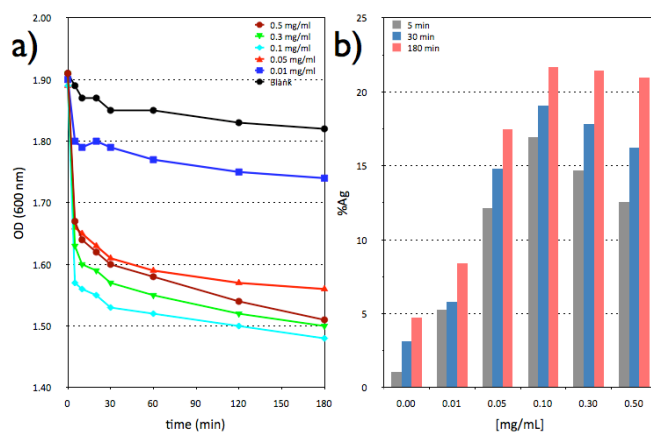 a)
2.00
1.90
1.80
1.70
1.60
1.50
1.40
OD (600 nm)
0.5 mg/ml
0.3 mg/ml
0.1 mg/ml
0.05 mg/ml
0.01 mg/ml
Blank
0 30 60 90 120 150 180
time (min)
b)
25
20
15
10
5
0
%Ag
5 min
30 min
180 min
0.00 0.01 0.05 0.10 0.30 0.50
[mg/mL]